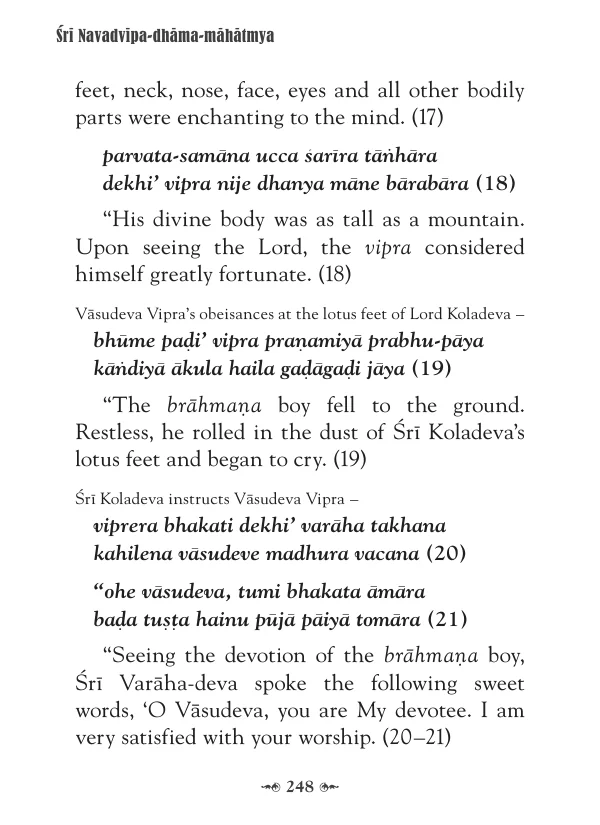 Śrī Navadvīpa-dhāma-māhātmya
feet, neck, nose, face, eyes and all other bodily
parts were enchanting to the mind. (17)
parvata-samāna ucca śarīra tāṅhāra
dekhi’ vipra nije dhanya māne bārabāra (18)
“His divine body was as tall as a mountain.
Upon seeing the Lord, the vipra considered
himself greatly fortunate. (18)
Vāsudeva Vipra’s obeisances at the lotus feet of Lord Koladeva –
bhūme paḍi’ vipra praṇamiyā prabhu-pāya
kāṅdiyā ākula haila gaḍāgaḍi jāya (19)
“The brāhmaṇa boy fell to the ground.
Restless, he rolled in the dust of Śrī Koladeva’s
lotus feet and began to cry. (19)
Śrī Koladeva instructs Vāsudeva Vipra –
viprera bhakati dekhi’ varāha takhana
kahilena vāsudeve madhura vacana (20)
“ohe vāsudeva, tumi bhakata āmāra
baḍa tuṣṭa hainu pūjā pāiyā tomāra (21)
“Seeing the devotion of the brāhmaṇa boy,
Śrī Varāha-deva spoke the following sweet
words, ‘O Vāsudeva, you are My devotee. I am
very satisfied with your worship. (20–21)
248